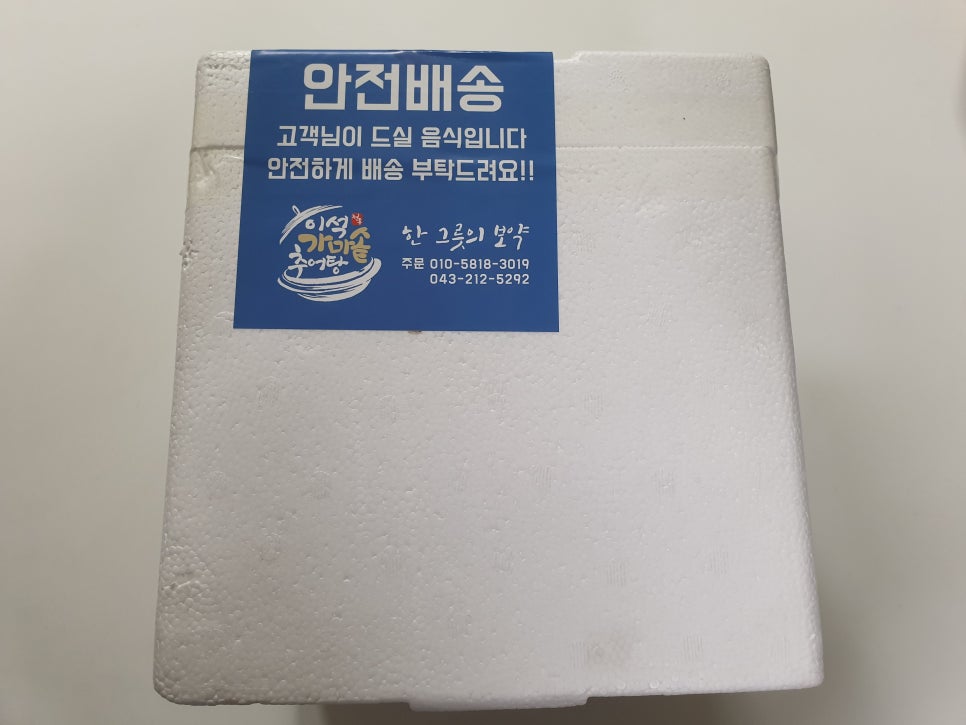 안전배송
고객님이 드실 음식입니다
안전하게 배송 부탁드려요!!
이석
가마솥
추어탕
한 그릇의 보약
주문 010-5818-3019
043-212-5292